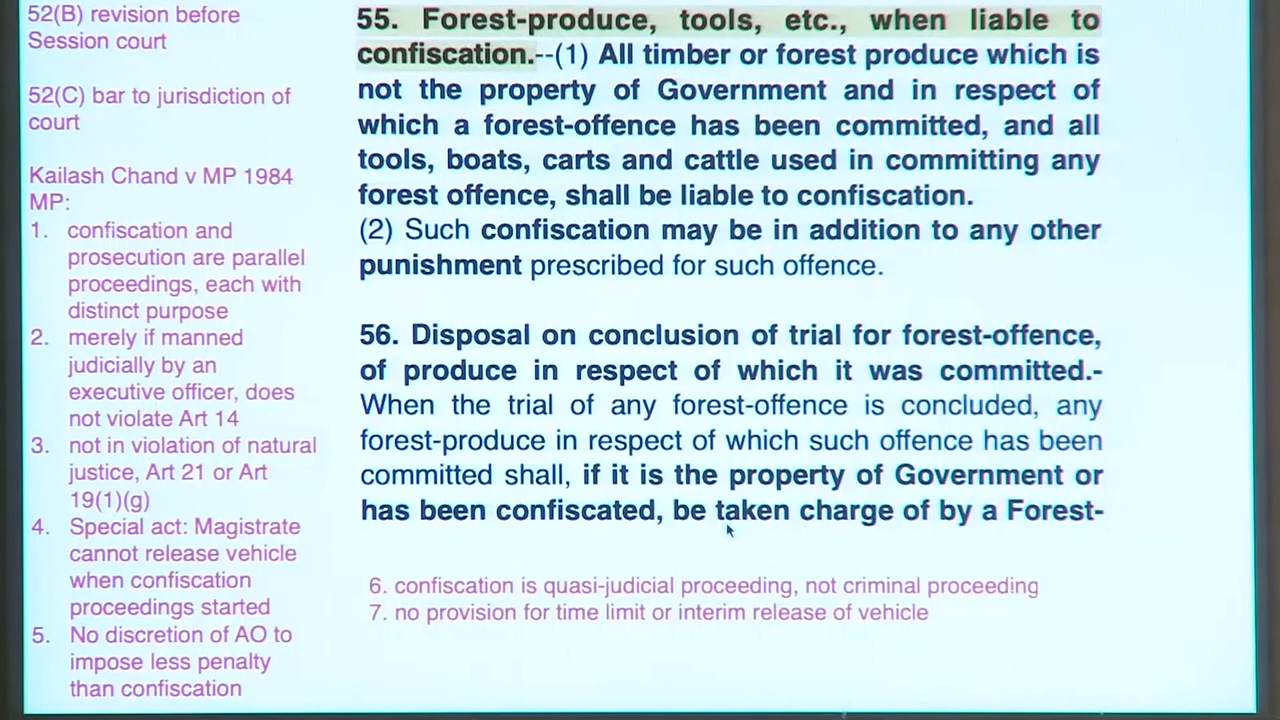 52(B) revision before
Session court
52(C) bar to jurisdiction of
court
Kailash Chand v MP 1984
MP:
1. confiscation and
prosecution are parallel
proceedings, each with
distinct purpose
2. merely if manned
judicially by an
executive officer, does
not violate Art 14
3. not in violation of natural
justice, Art 21 or Art
19(1)(g)
4. Special act: Magistrate
cannot release vehicle
when confiscation
proceedings started
5. No discretion of AO to
impose less penalty
than confiscation
55. Forest-produce, tools, etc., when liable to
confiscation.--(1) All timber or forest produce which is
not the property of Government and in respect of
which a forest-offence has been committed, and all
tools, boats, carts and cattle used in committing any
forest offence, shall be liable to confiscation.
(2) Such confiscation may be in addition to any other
punishment prescribed for such offence.
56. Disposal on conclusion of trial for forest-offence,
of produce in respect of which it was committed.-
When the trial of any forest-offence is concluded, any
forest-produce in respect of which such offence has been
committed shall, if it is the property of Government or
has been confiscated, be taken charge of by a Forest-
6. confiscation is quasi-judicial proceeding, not criminal proceeding
7. no provision for time limit or interim release of vehicle